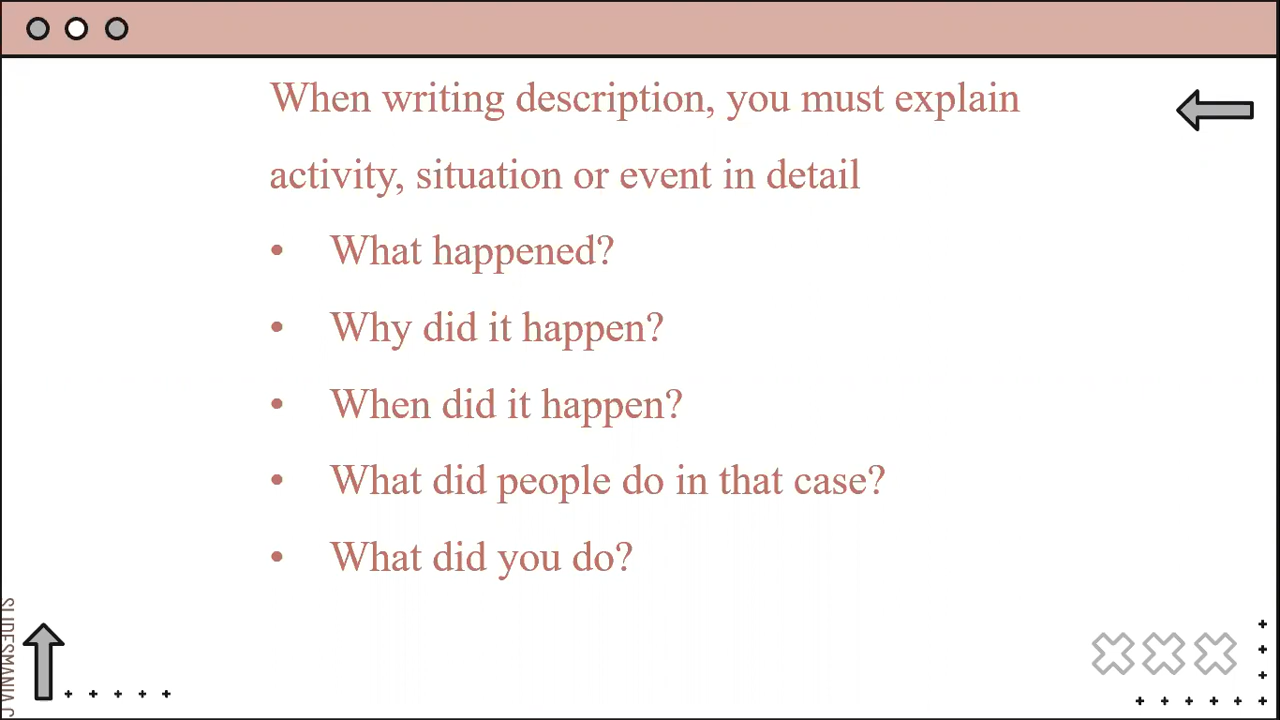 When writing description, you must explain
activity, situation or event in detail
• What happened?
• Why did it happen?
• When did it happen?
• What did people do in that case?
• What did you do?
SLIDESMANIA.C